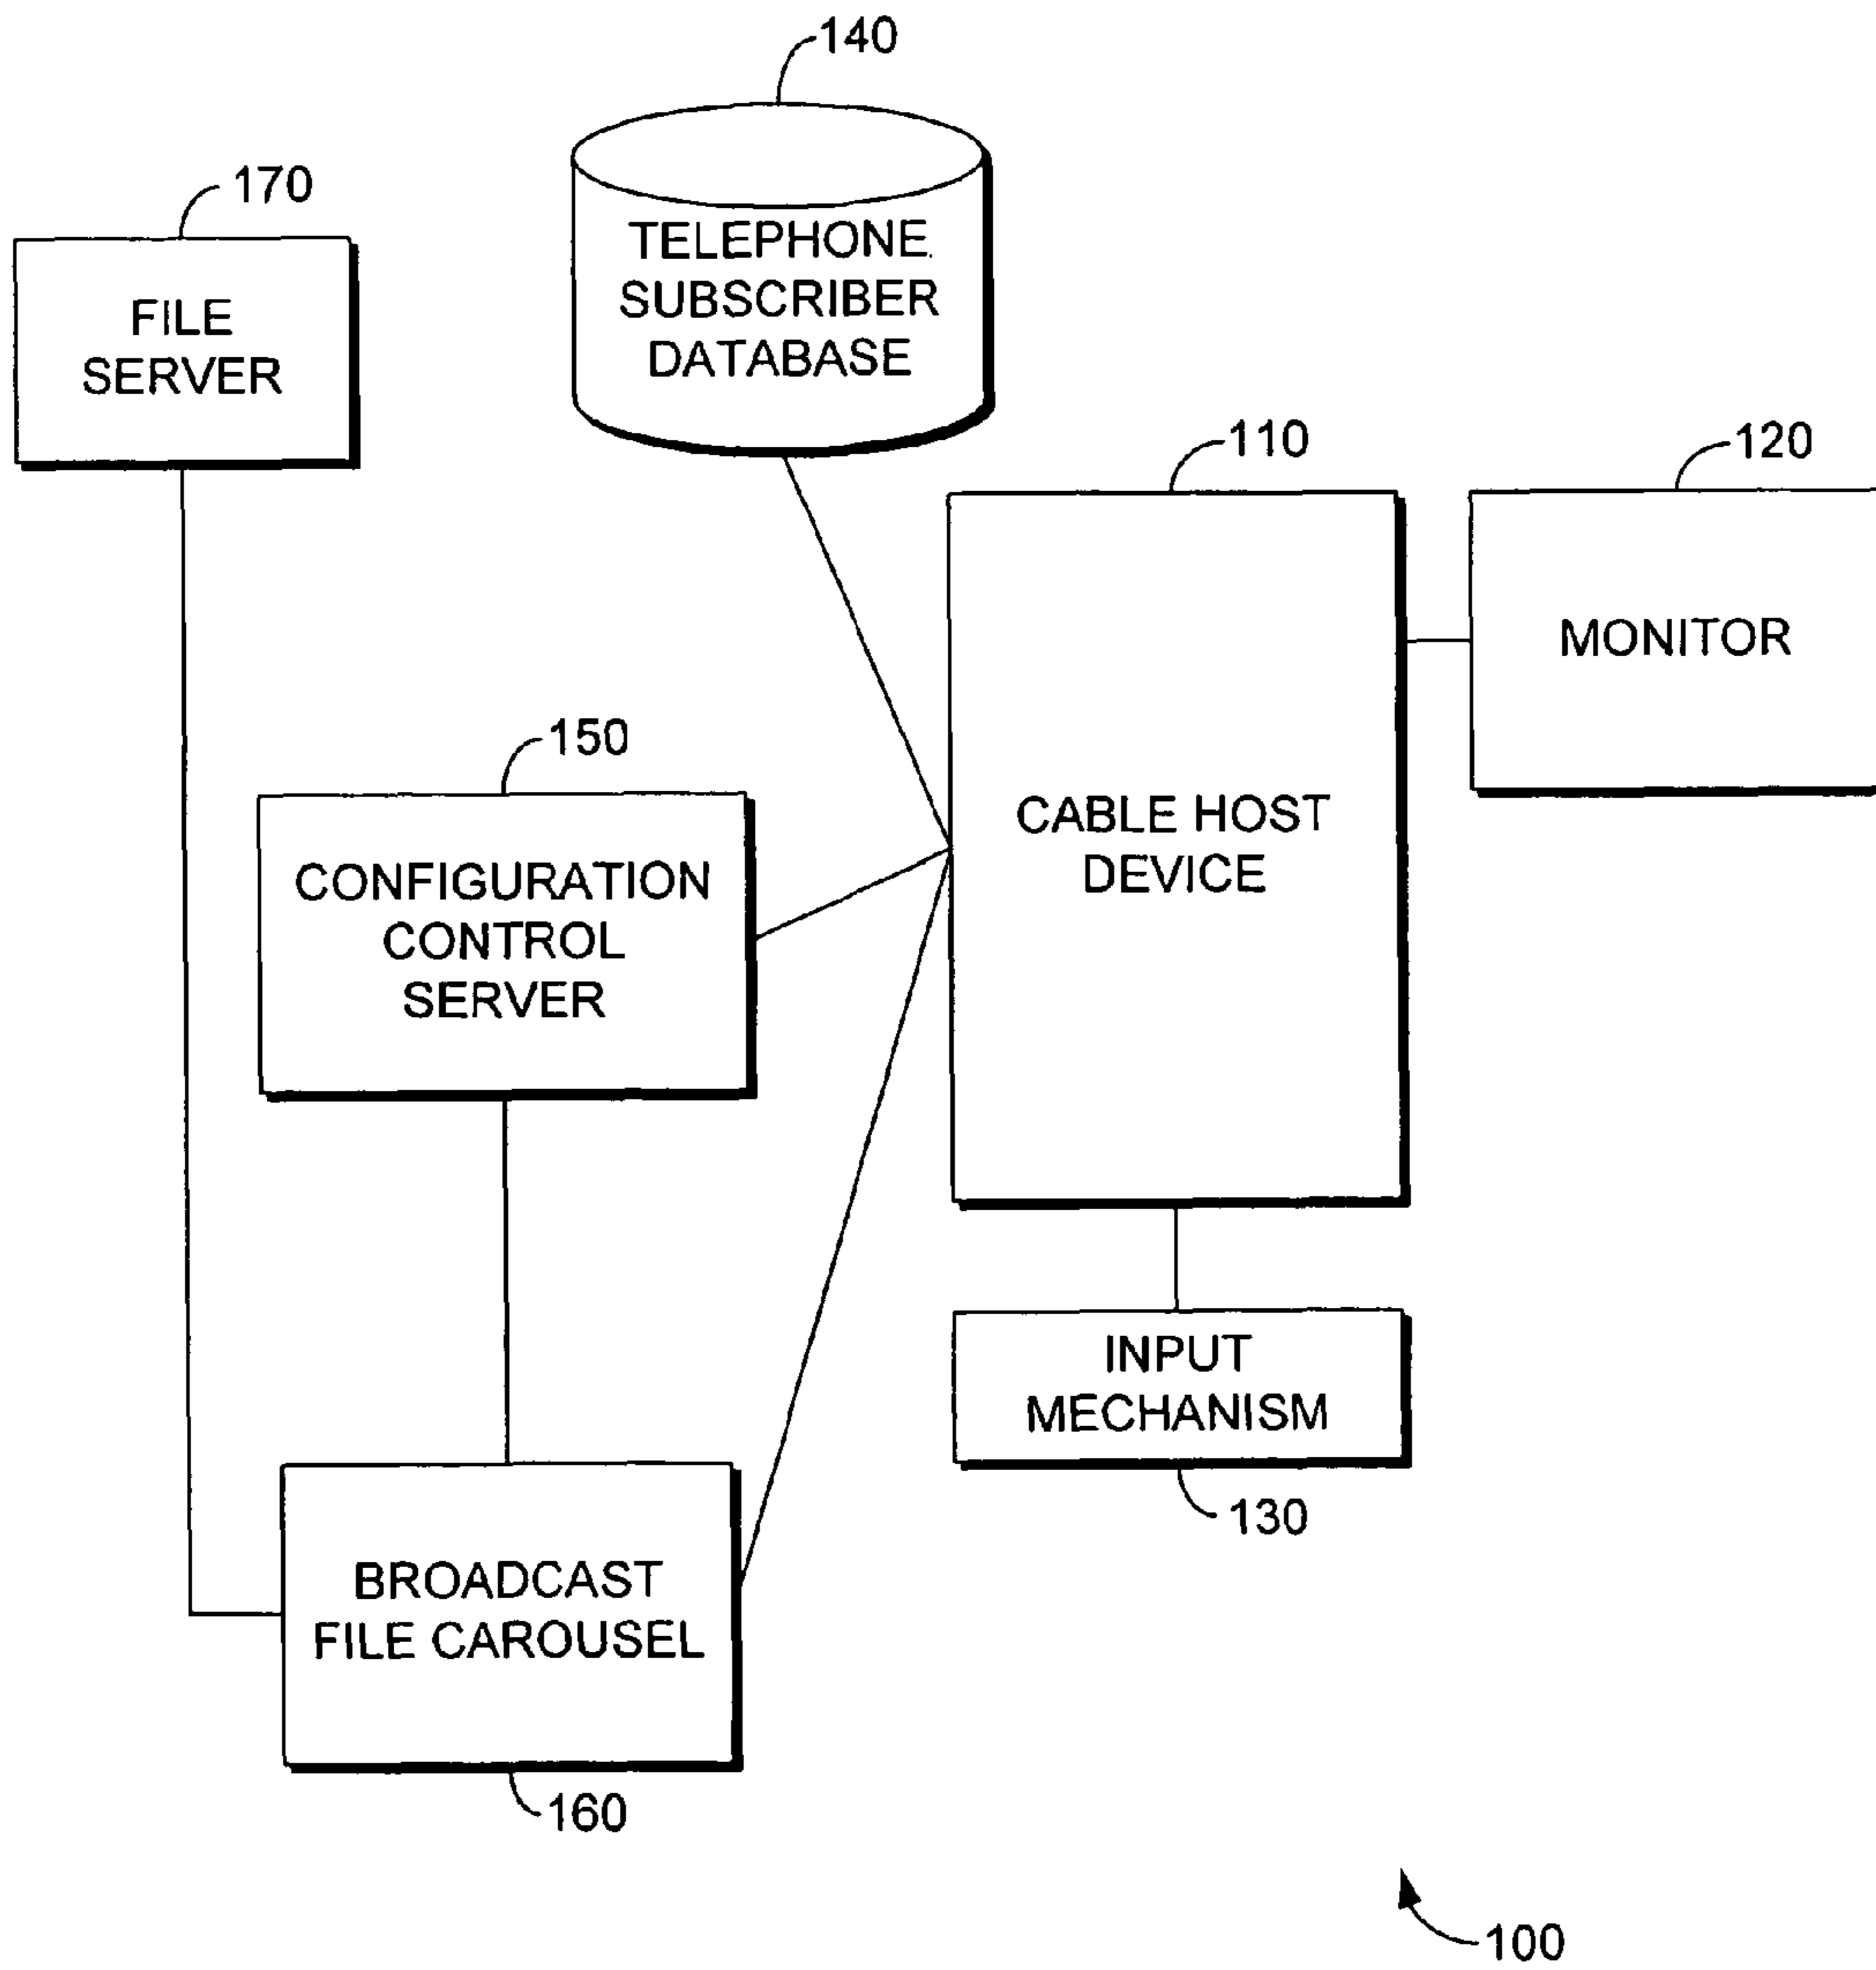 140
170
TELEPHONE
SUBSCRIBER
DATABASE
FILE
SERVER
110
120
MONITOR
150
CABLE HOST
DEVICE
CONFIGURATION
CONTROL
SERVER
INPUT
MECHANISM
130
BROADCAST
FILE CAROUSEL
160
100